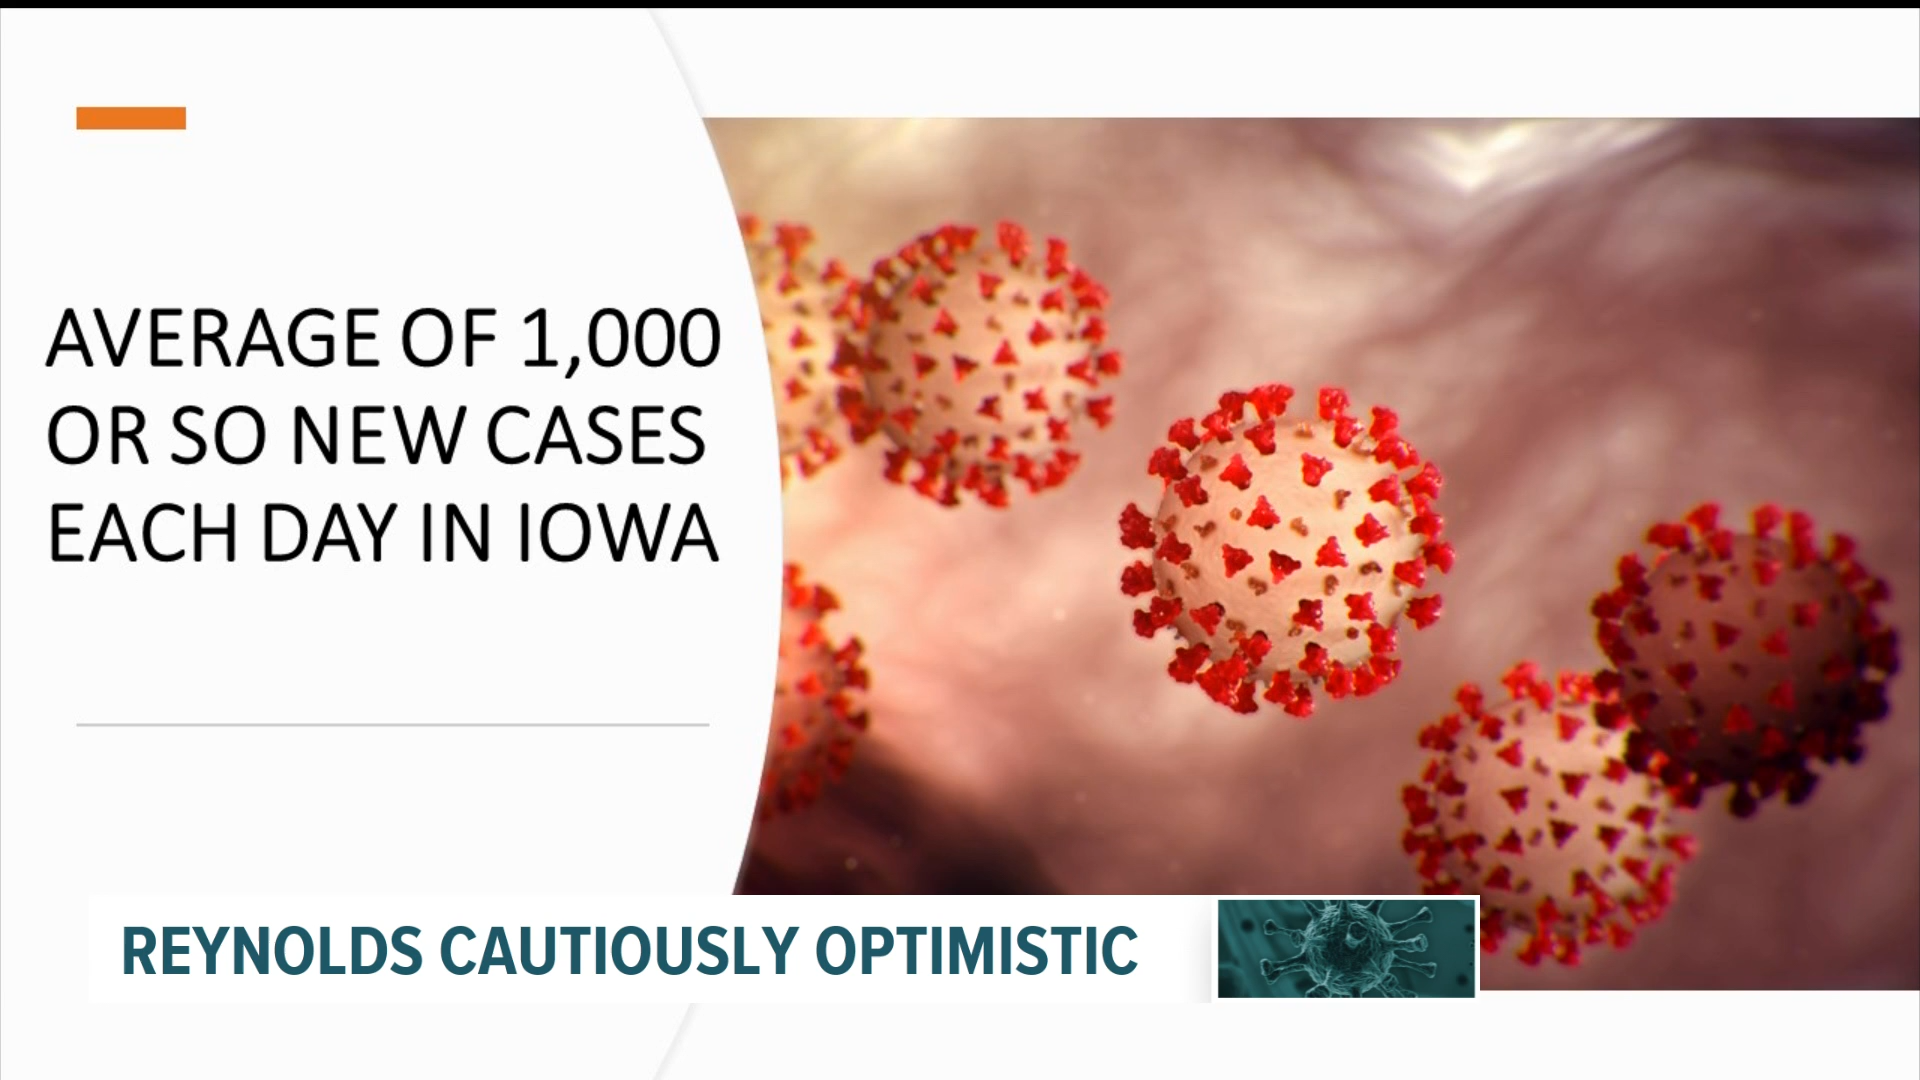 AVERAGE OF 1,000
OR SO NEW CASES
EACH DAY IN IOWA
REYNOLDS CAUTIOUSLY OPTIMISTIC